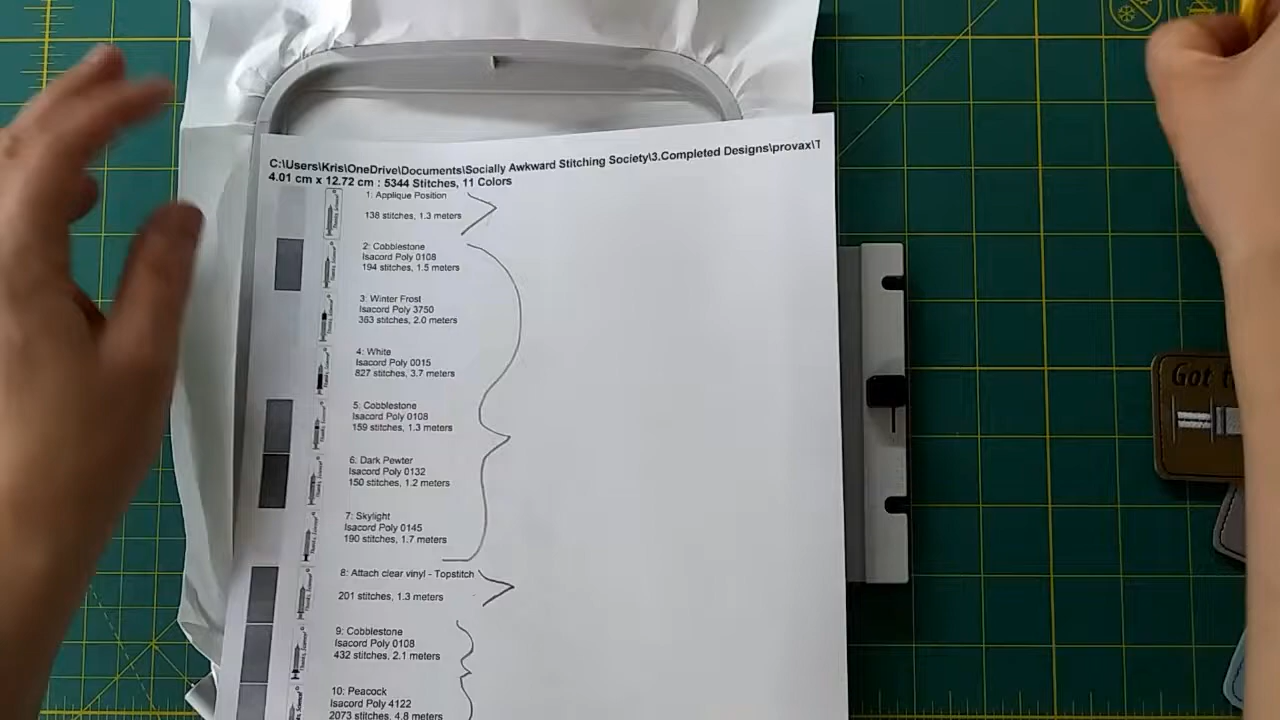 C:\Users\Kris\OneDrive\Documents\Socially Awkward Stitching Society\3.Completed Designs\provax\T
4.01 cm x 12.72 cm : 5344 Stitches, 11 Colors
1: Applique Position
138 stitches, 1.3 meters
2: Cobblestone
Isacord Poly 0108
194 stitches, 1.5 meters
3: Winter Frost
Isacord Poly 3750
363 stitches, 2.0 meters
4: White
Isacord Poly 0015
827 stitches, 3.7 meters
5: Cobblestone
Isacord Poly 0108
159 stitches, 1.3 meters
6: Dark Pewter
Isacord Poly 0132
150 stitches, 1.2 meters
7: Skylight
Isacord Poly 0145
190 stitches, 1.7 meters
8: Attach clear vinyl - Topstitch
201 stitches, 1.3 meters
9: Cobblestone
Isacord Poly 0108
432 stitches, 2.1 meters
10: Peacock
Isacord Poly 4122
2073 stitches, 4.8 meters
Got t